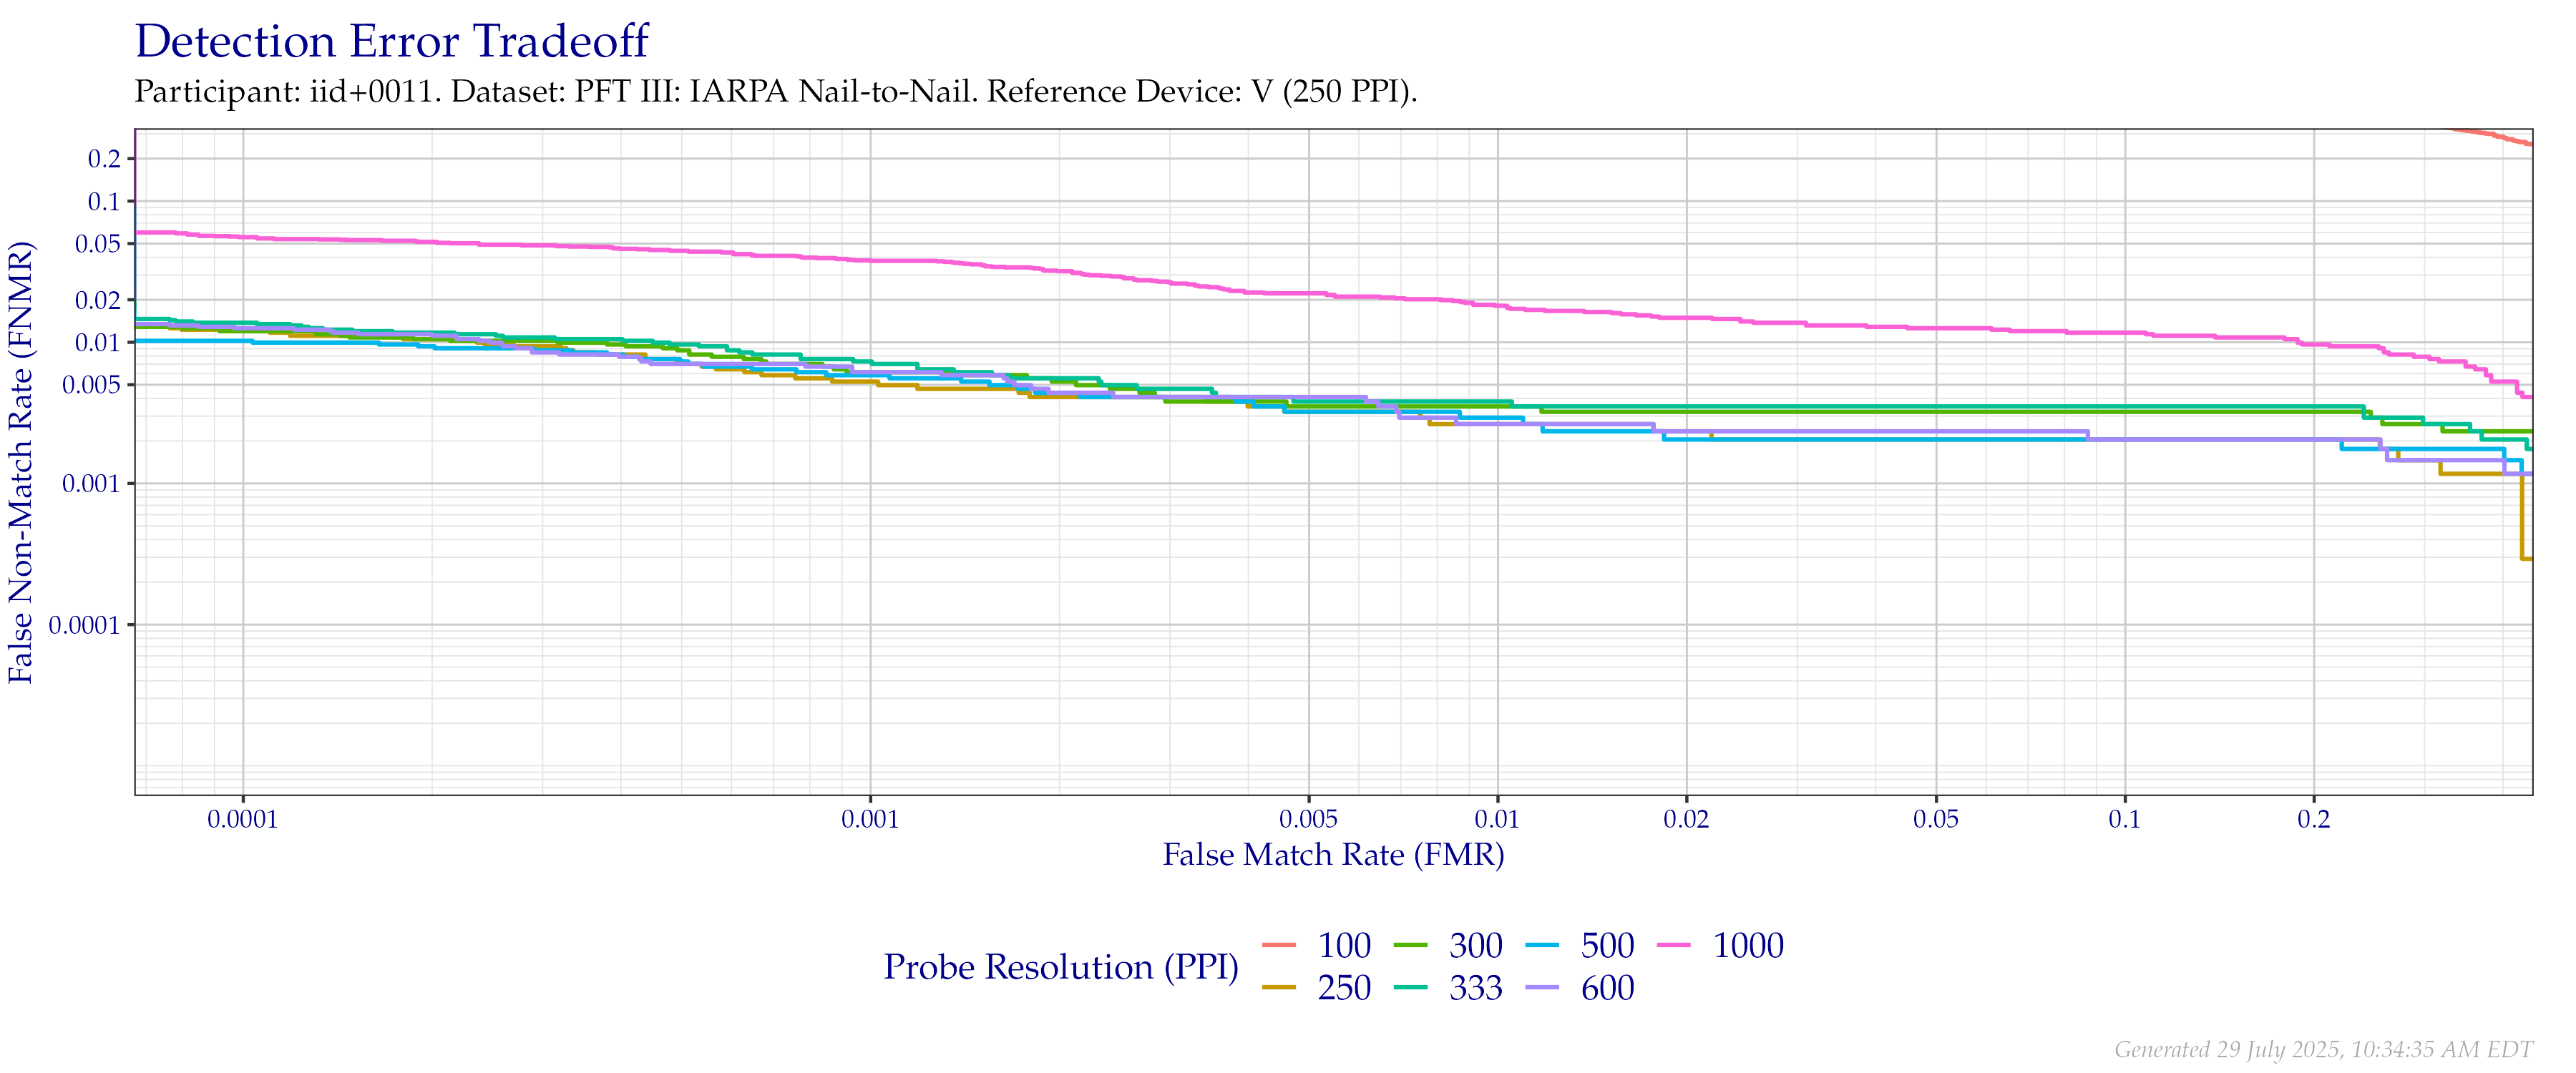 Detection Error Tradeoff
Participant: iid+0011. Dataset: PFT III: IARPA Nail-to-Nail. Reference Device: V (250 PPI).
False Non-Match Rate (FNMR)
0.2
0.1
0.05
0.02
0.01
0.005
0.001
0.0001
0.0001 0.001 0.005 0.01 0.02 0.05 0.1 0.2
False Match Rate (FMR)
Probe Resolution (PPI)
100 300 500 1000
250 333 600
Generated 29 July 2025, 10:34:35 AM EDT